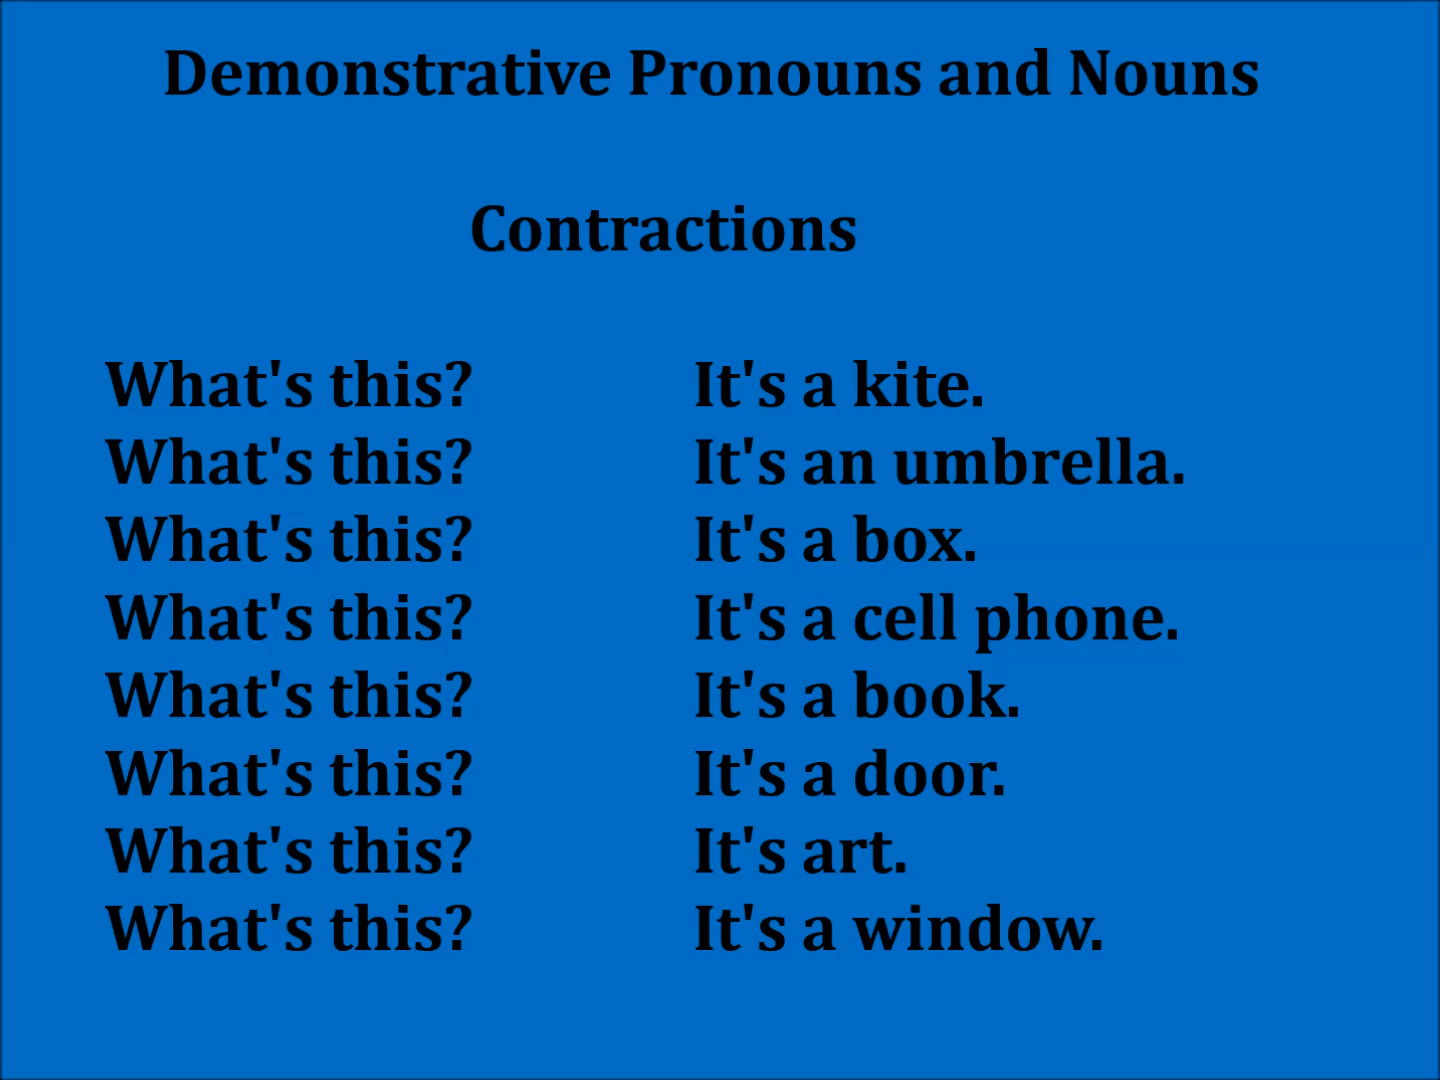 Demonstrative Pronouns and Nouns
Contractions
What's this? It's a kite.
What's this? It's an umbrella.
What's this? It's a box.
What's this? It's a cell phone.
What's this? It's a book.
What's this? It's a door.
What's this? It's art.
What's this? It's a window.